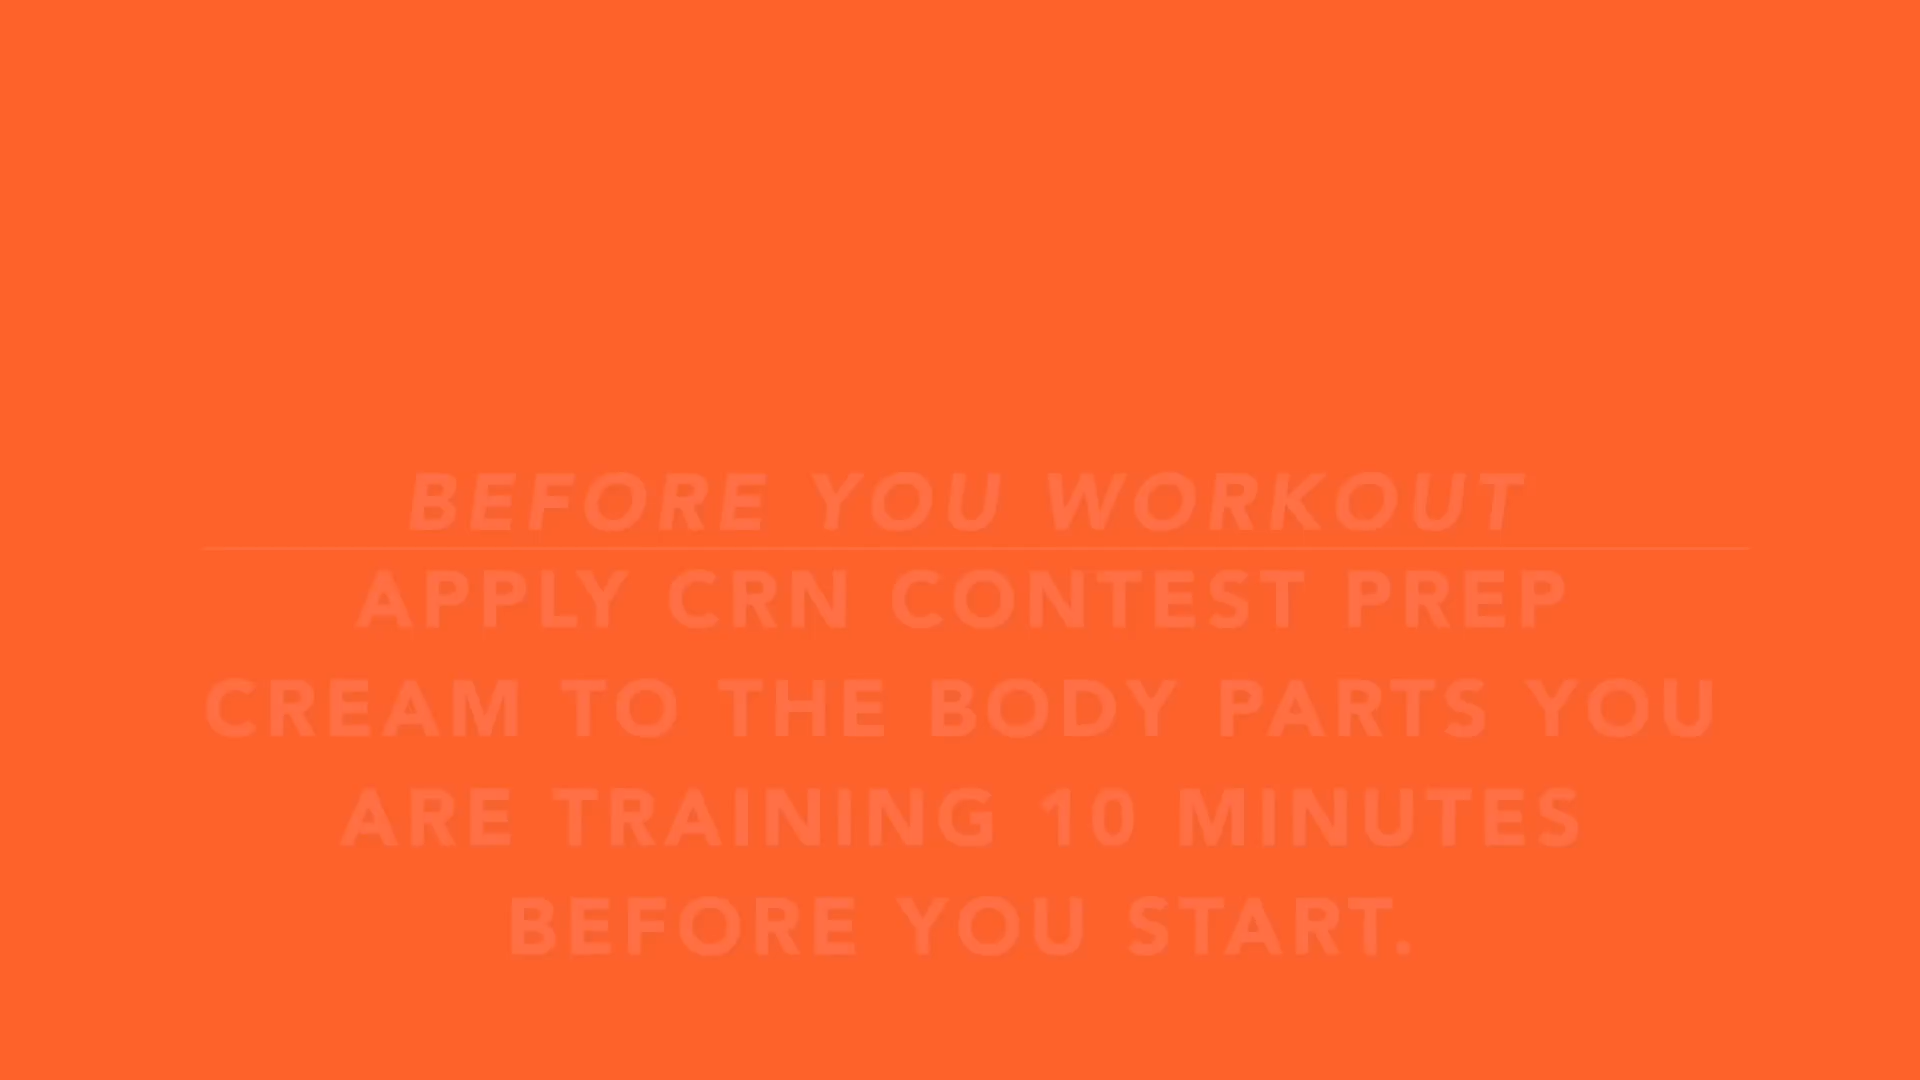 BEFORE YOU WORKOUT
APPLY CRN CONTEST PREP
CREAM TO THE BODY PARTS YOU
ARE TRAINING 10 MINUTES
BEFORE YOU START.